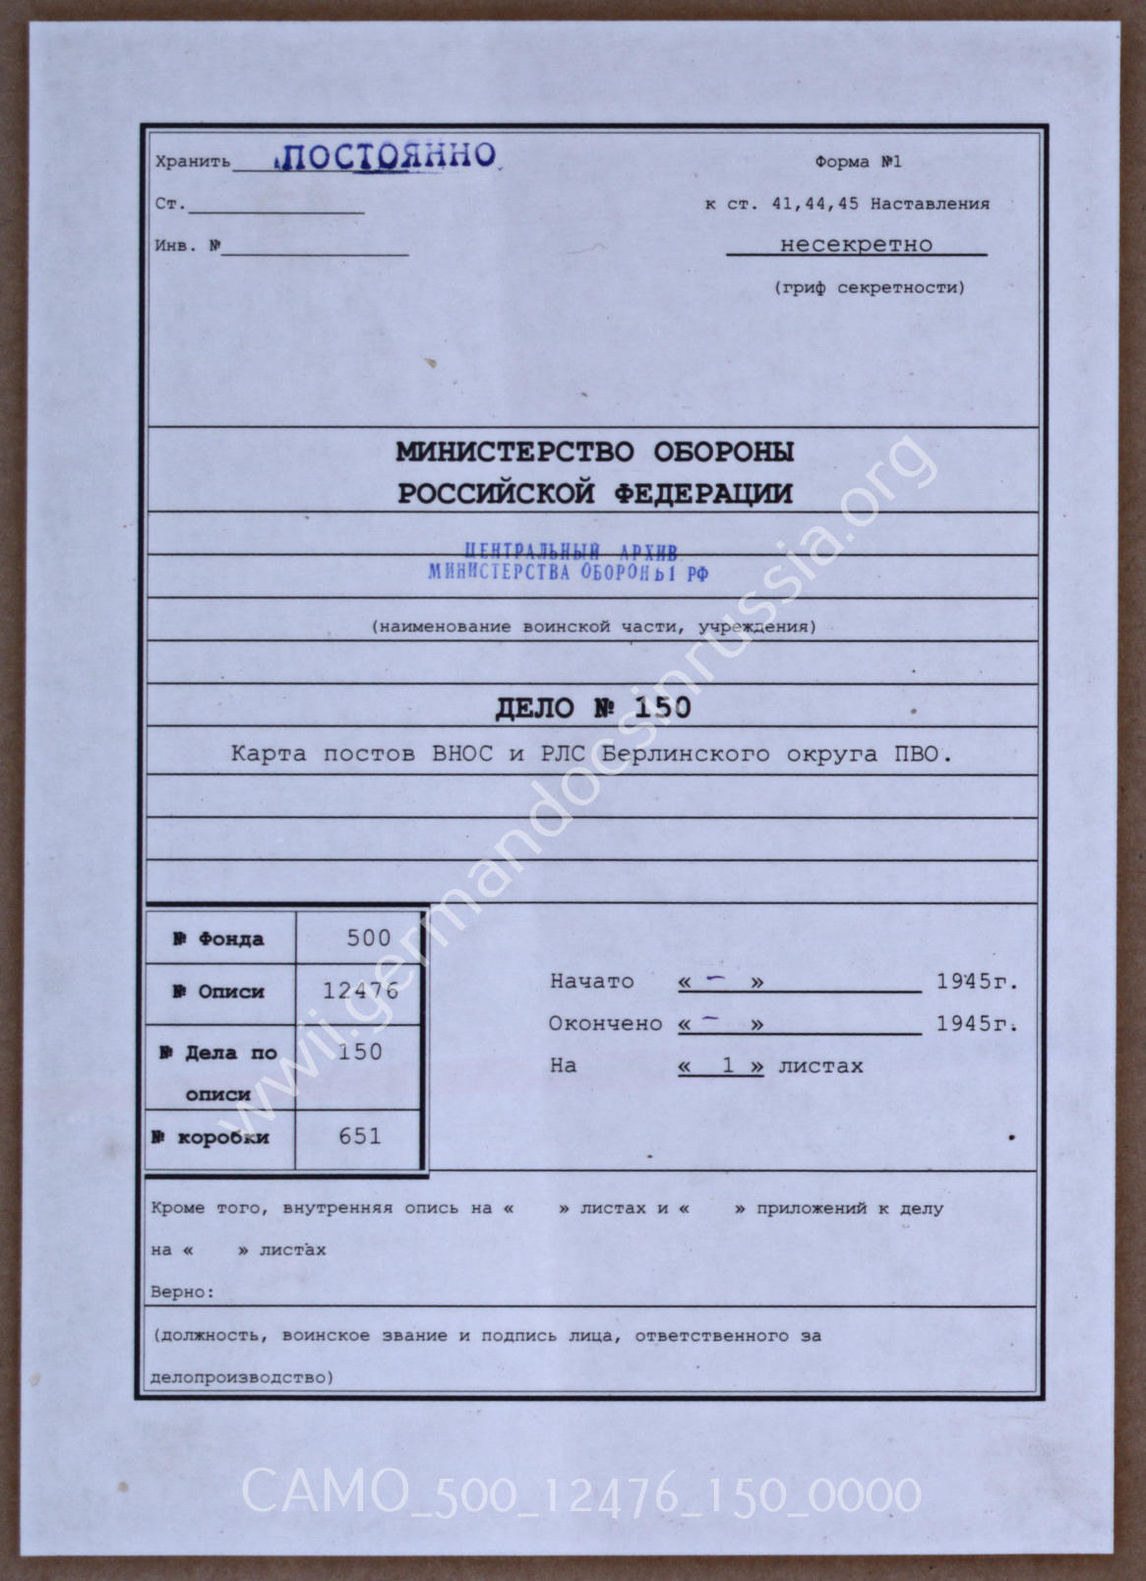 Хранить ПОСТОЯННО
Форма №1
Ст.
к ст. 41,44,45 Наставления
Инв. №
несекретно
(гриф секретности)
МИНИСТЕРСТВО ОБОРОНЫ
РОССИЙСКОЙ ФЕДЕРАЦИИ
ЦЕНТРАЛЬНЫЙ АРХИВ
МИНИСТЕРСТВА ОБОРОНЫ РФ
(наименование воинской части, учреждения)
ДЕЛО № 150
Карта постов ВНОС и РЛС Берлинского округа ПВО.
№ Фонда 500
№ Описи 12476
№ Дела по 150
описи
№ коробки 651
Начато « – » 1945г.
Окончено « – » 1945г.
На « 1 » листах
Кроме того, внутренняя опись на « » листах и « » приложений к делу
на « » листах
Верно:
(должность, воинское звание и подпись лица, ответственного за
делопроизводство)
wwii.germandocsinrussia.org
CAMO_500_12476_150_0000